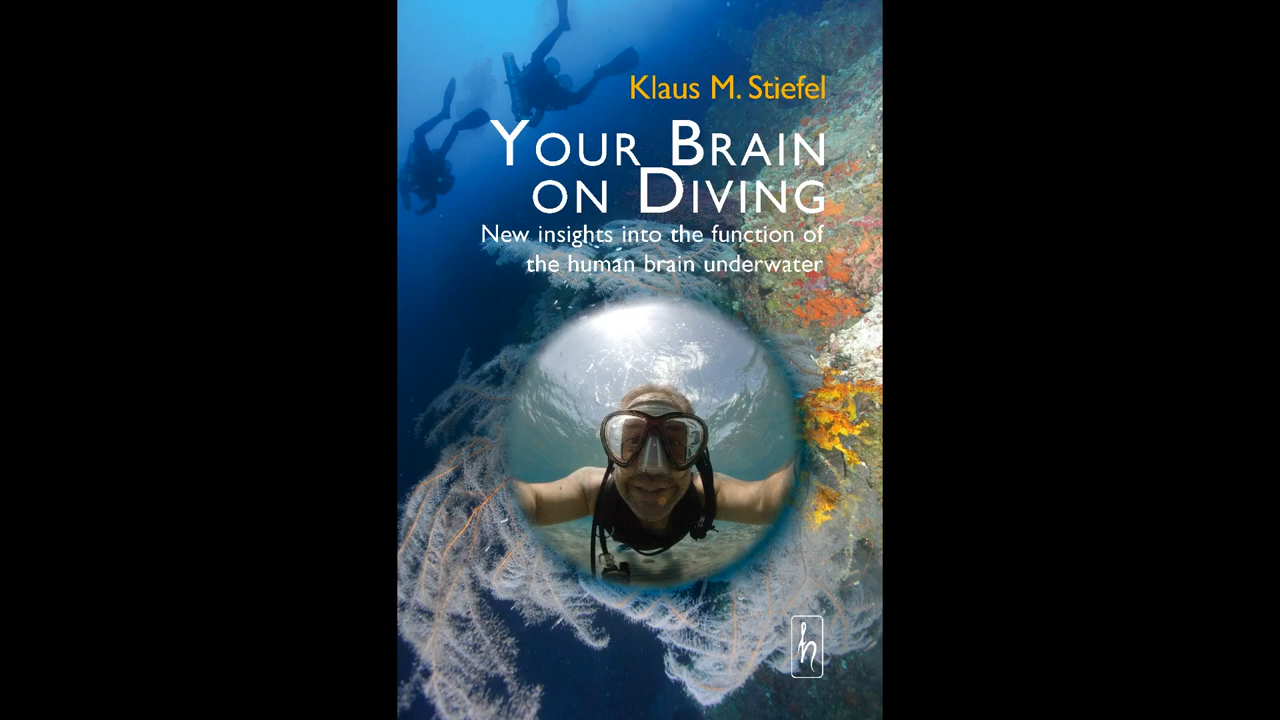 Klaus M. Stiefel
YOUR BRAIN
ON DIVING
New insights into the function of
the human brain underwater
h